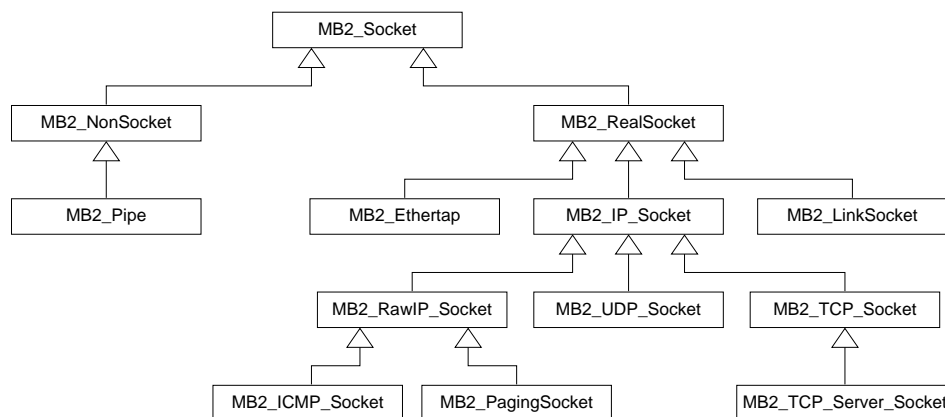 MB2_Socket
MB2_NonSocket
MB2_RealSocket
MB2_Pipe
MB2_Ethertap
MB2_IP_Socket
MB2_LinkSocket
MB2_RawIP_Socket
MB2_UDP_Socket
MB2_TCP_Socket
MB2_ICMP_Socket
MB2_PagingSocket
MB2_TCP_Server_Socket